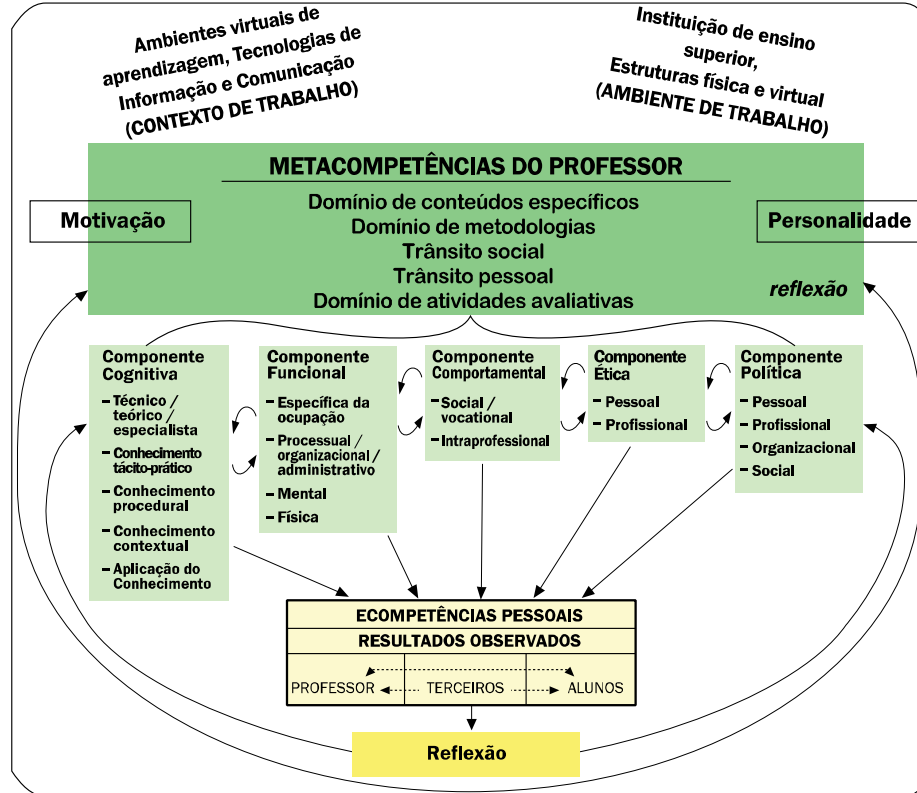 Ambientes virtuais de
aprendizagem, Tecnologias de
Informação e Comunicação
(CONTEXTO DE TRABALHO)
Instituição de ensino
superior,
Estruturas física e virtual
(AMBIENTE DE TRABALHO)
METACOMPETÊNCIAS DO PROFESSOR
Domínio de conteúdos específicos
Domínio de metodologias
Trânsito social
Trânsito pessoal
Domínio de atividades avaliativas
Motivação
Personalidade
reflexão
Componente
Cognitiva
– Técnico /
teórico /
especialista
– Conhecimento
tácito-prático
– Conhecimento
procedural
– Conhecimento
contextual
– Aplicação do
Conhecimento
Componente
Funcional
– Específica da
ocupação
– Processual /
organizacional /
administrativo
– Mental
– Física
Componente
Comportamental
– Social /
vocational
– Intraprofessional
Componente
Ética
– Pessoal
– Profissional
Componente
Política
– Pessoal
– Profissional
– Organizacional
– Social
ECOMPETÊNCIAS PESSOAIS
RESULTADOS OBSERVADOS
PROFESSOR TERCEIROS ALUNOS
Reflexão